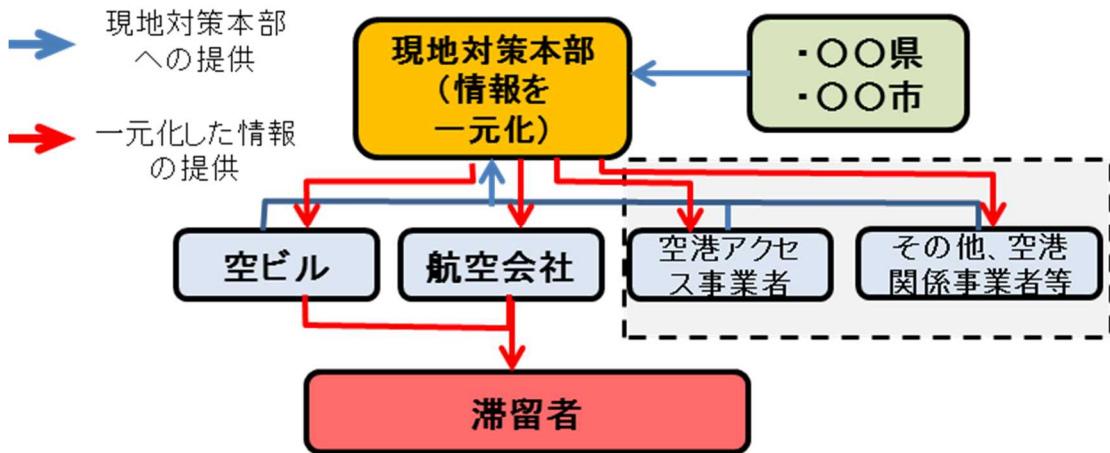 現地対策本部
への提供
一元化した情報
の提供
現地対策本部
（情報を
一元化）
・〇〇県
・〇〇市
空ビル
航空会社
空港アクセ
ス事業者
その他、空港
関係事業者等
滞留者